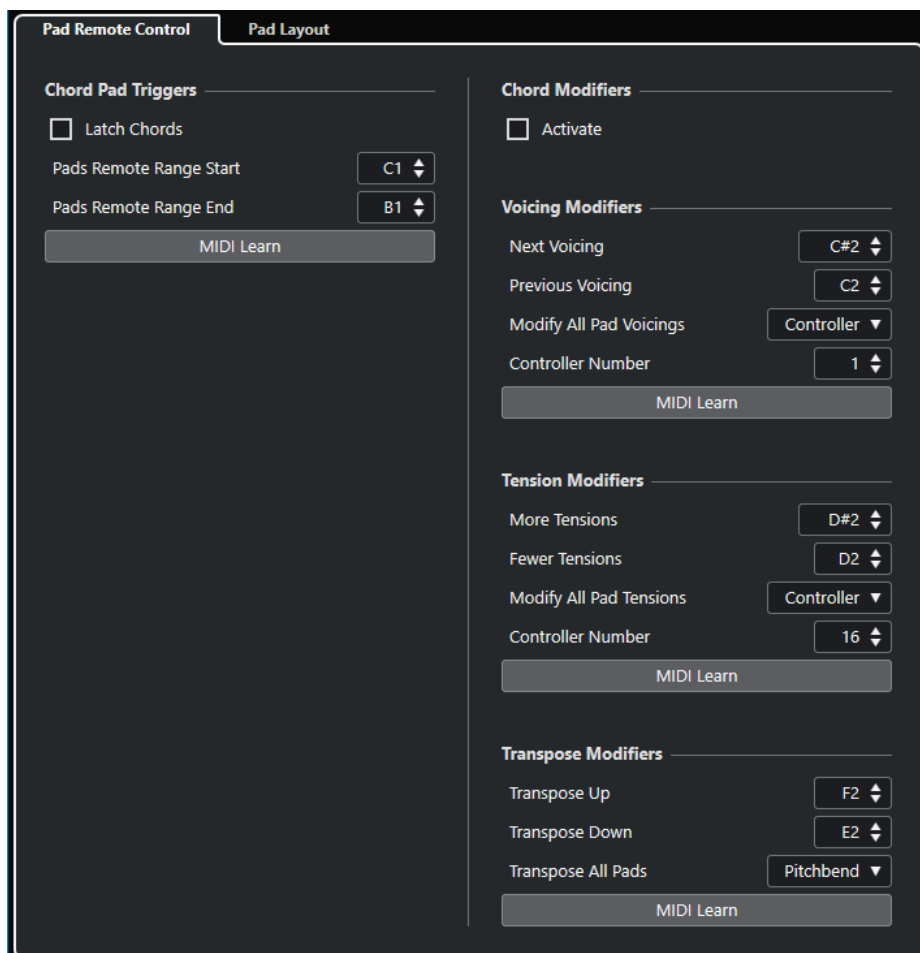 Pad Remote Control
Pad Layout
Chord Pad Triggers
Latch Chords
Pads Remote Range Start C1
Pads Remote Range End B1
MIDI Learn
Chord Modifiers
Activate
Voicing Modifiers
Next Voicing C#2
Previous Voicing C2
Modify All Pad Voicings Controller
Controller Number 1
MIDI Learn
Tension Modifiers
More Tensions D#2
Fewer Tensions D2
Modify All Pad Tensions Controller
Controller Number 16
MIDI Learn
Transpose Modifiers
Transpose Up F2
Transpose Down E2
Transpose All Pads Pitchbend
MIDI Learn